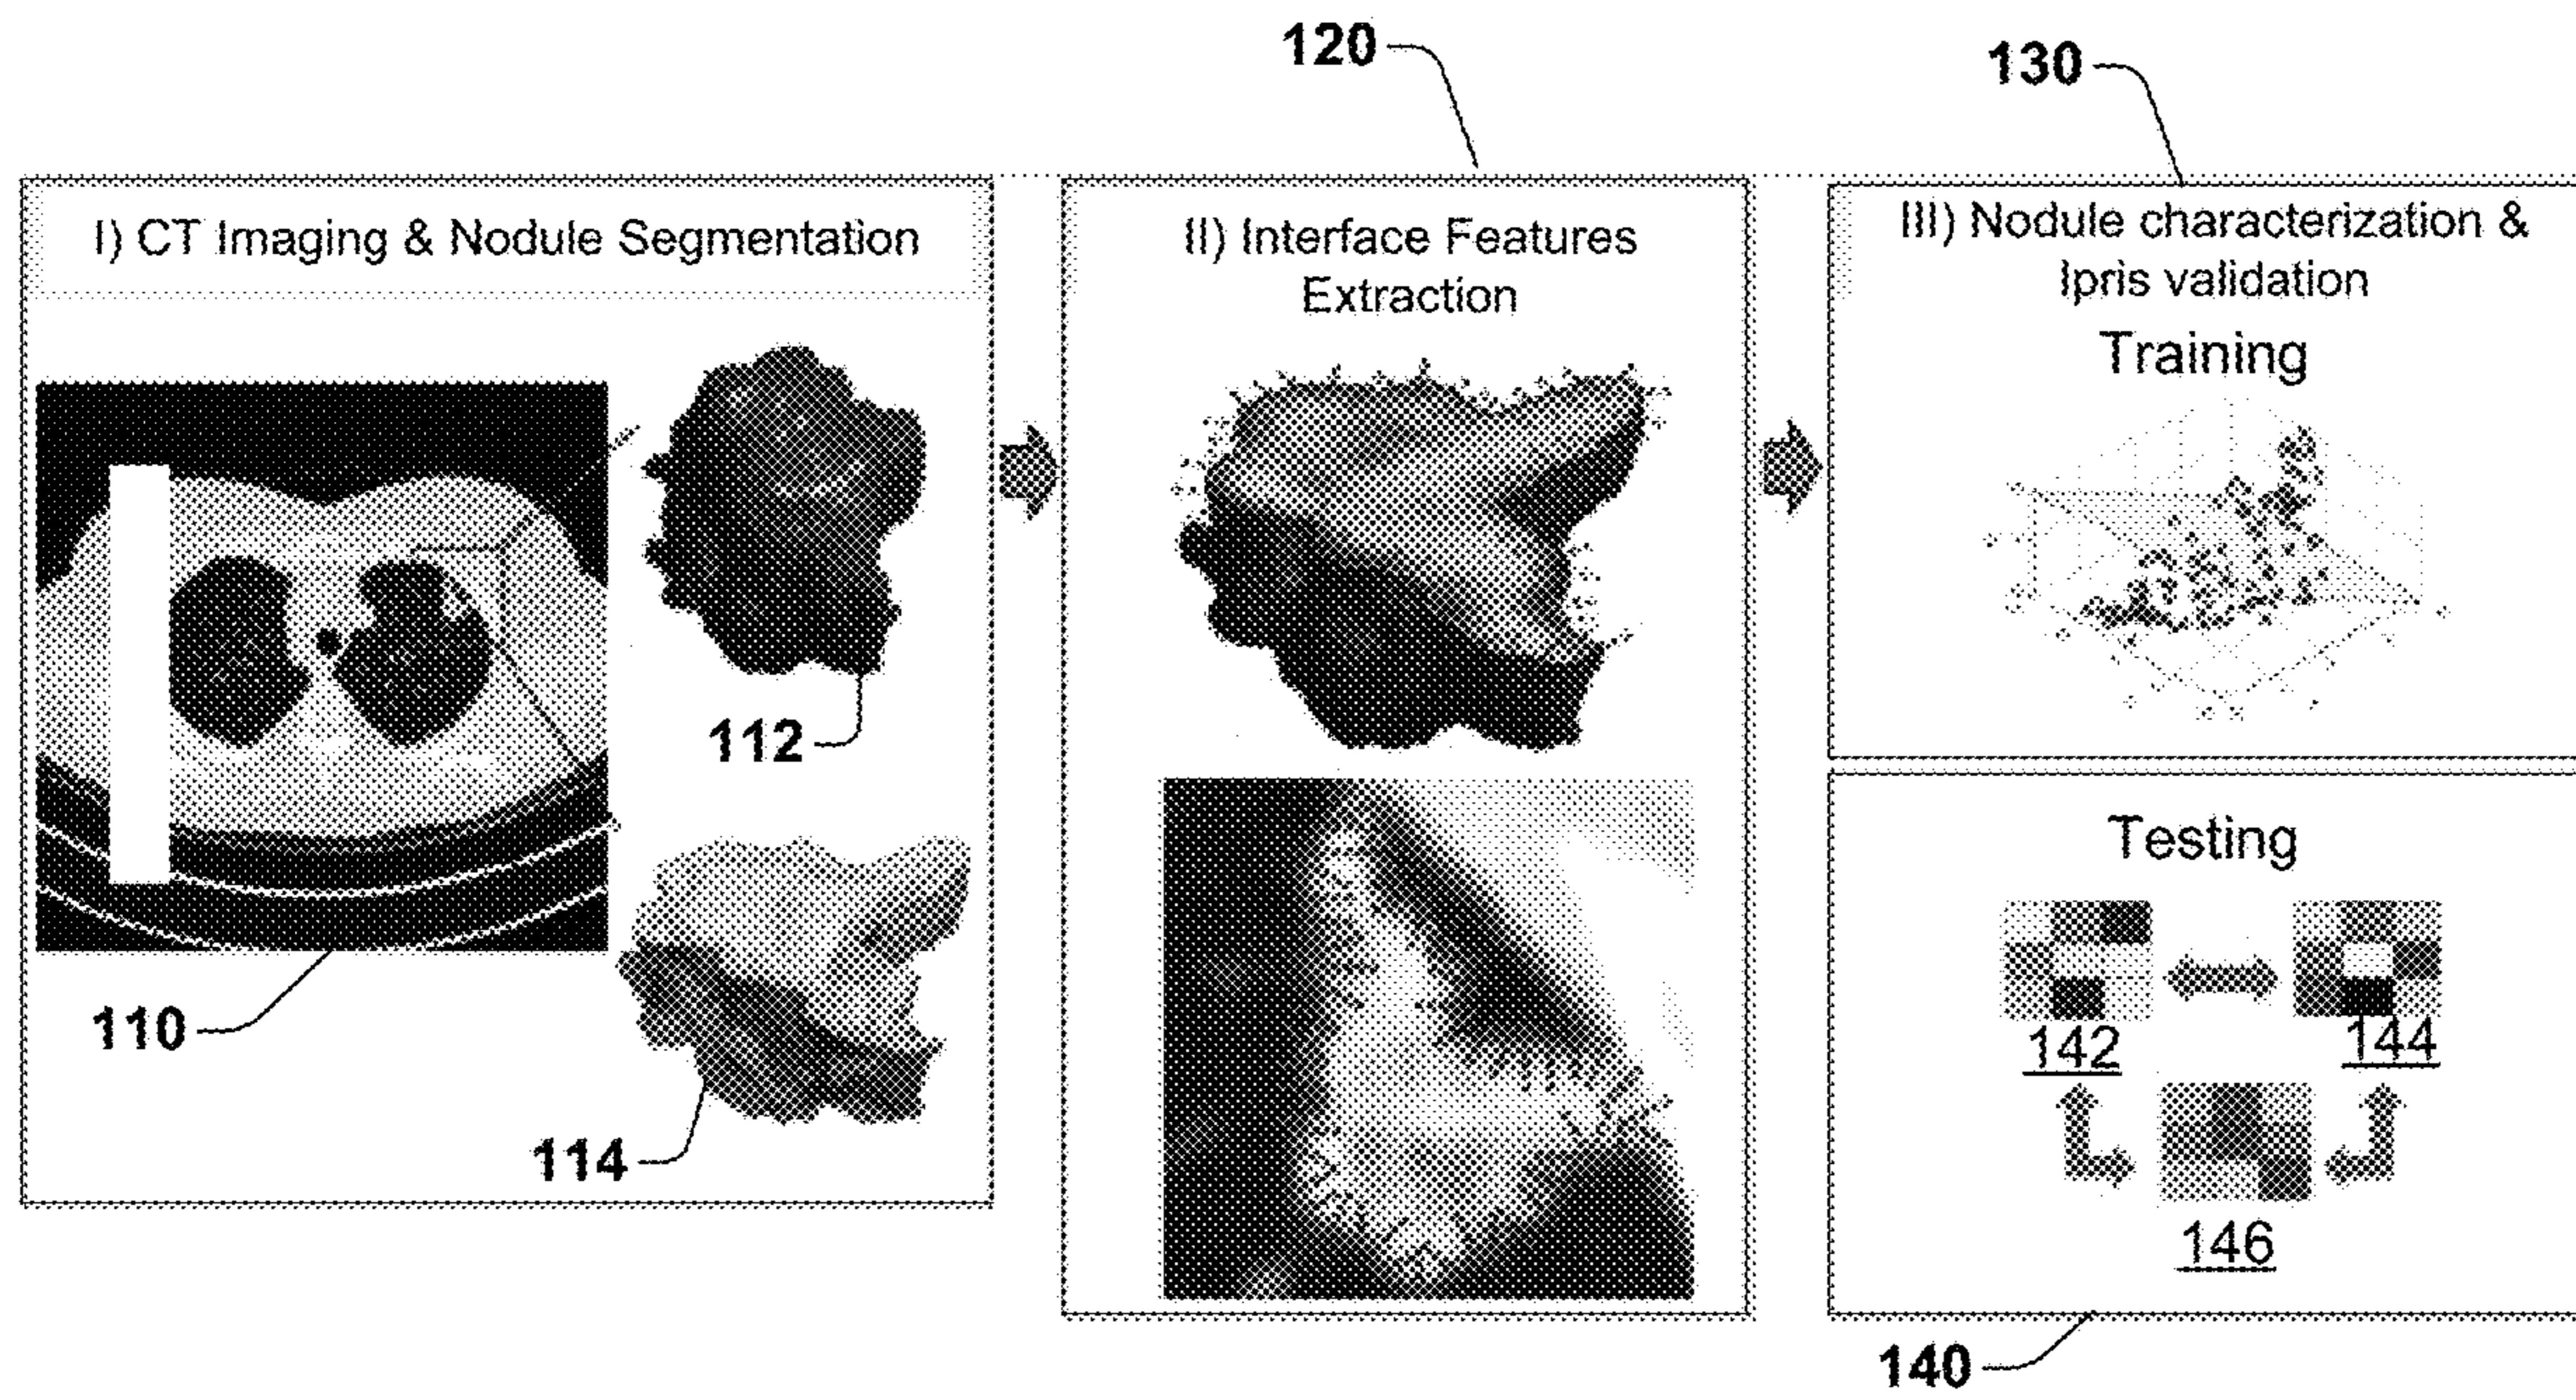 120
130
I) CT Imaging & Nodule Segmentation
112
110
114
II) Interface Features
Extraction
III) Nodule characterization &
Ipris validation
Training
Testing
142
144
146
140